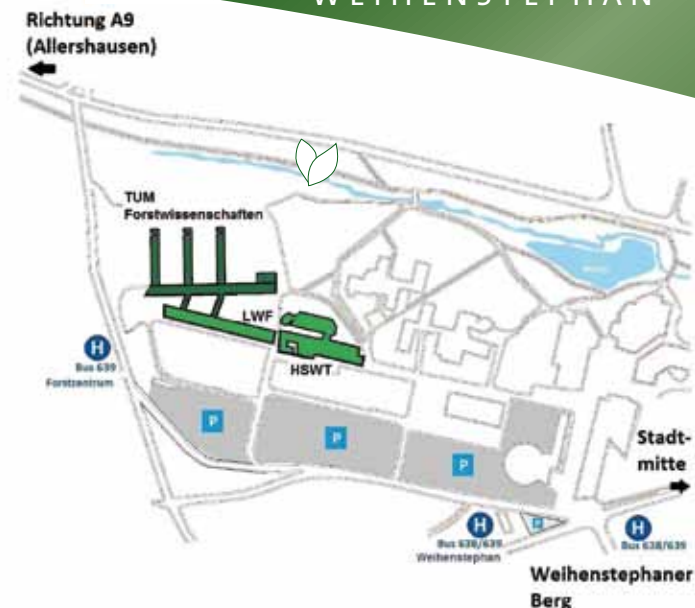 WEIHENSTEPHAN
Richtung A9
(Allershausen)
TUM
Forstwissenschaften
LWF
HSWT
H
Bus 639
Forstzentrum
P
P
P
Stadt-
mitte
H
Bus 638/639
Weihenstephan
P
H
Bus 638/639
Weihenstephaner
Berg